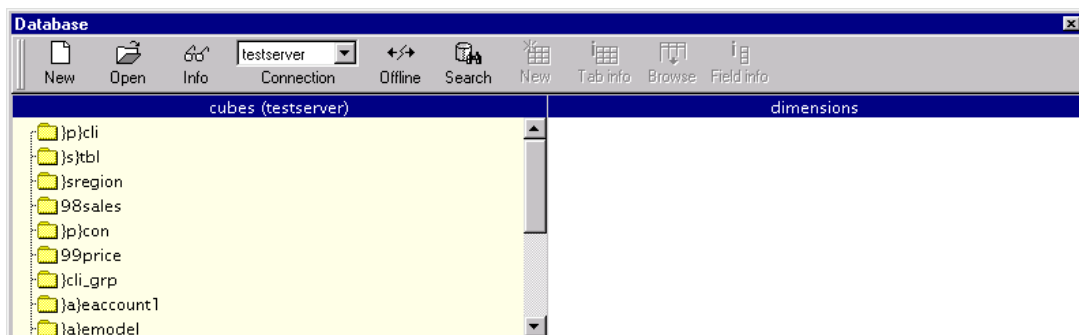 Database
New Open Info testserver Connection Offline Search New Tab info Browse Field info
cubes (testserver) dimensions
}p}cli
}s}tbl
}sregion
98sales
}p}con
99price
}cli_grp
}a}eaccount1
}a}emodel